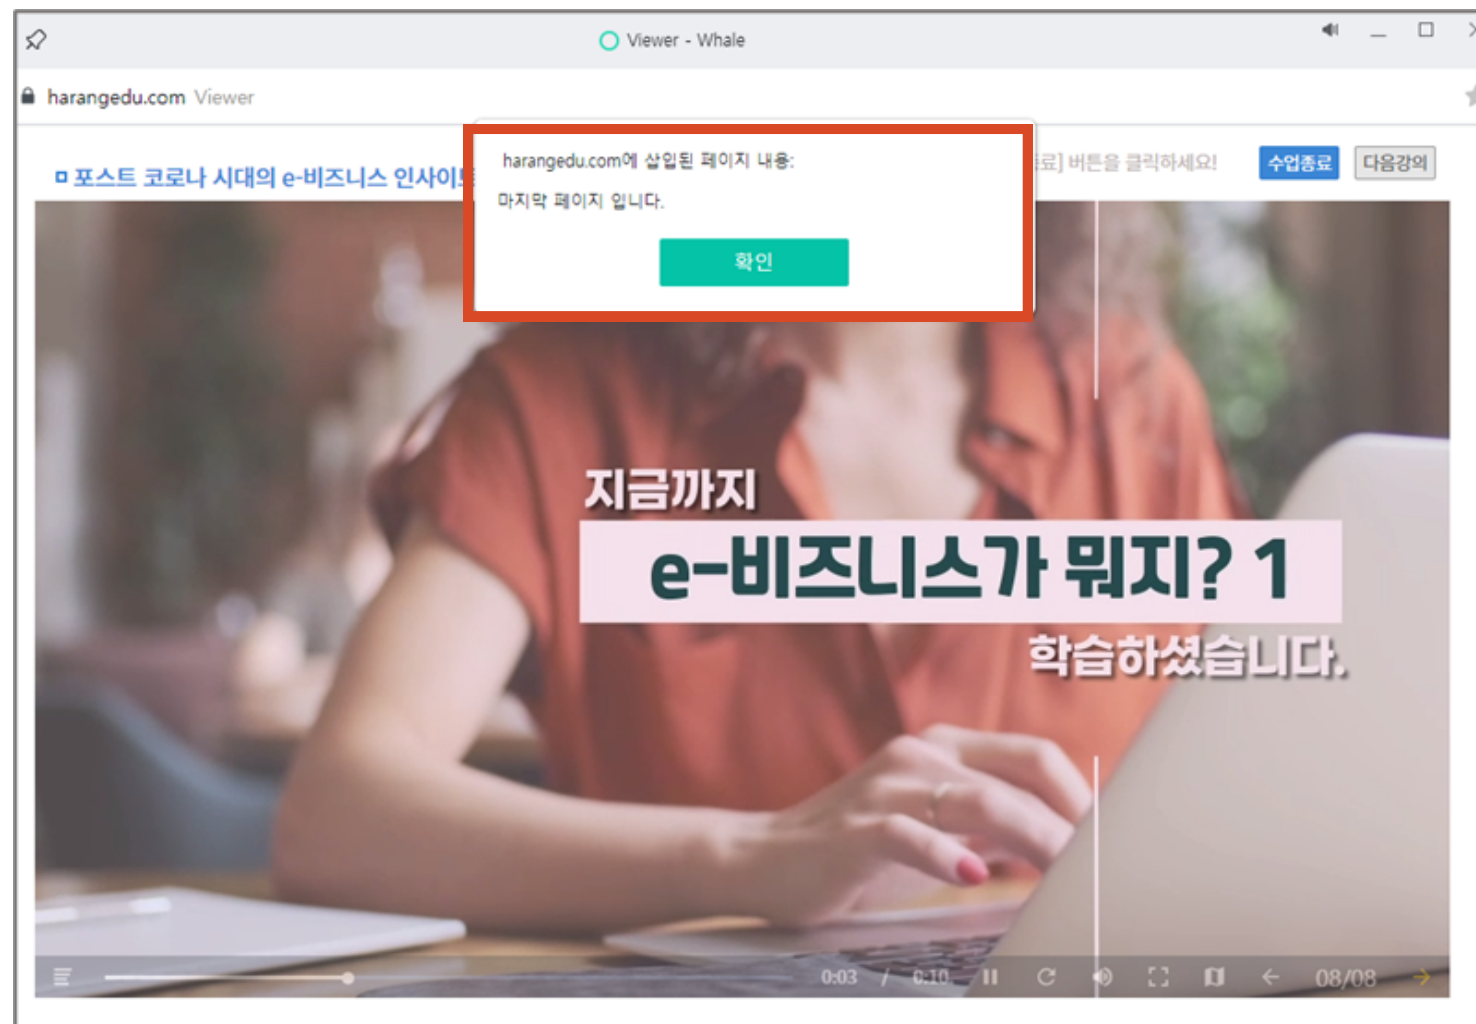 Viewer - Whale
harangedu.com Viewer
포스트 코로나 시대의 e-비즈니스 인사이트
harangedu.com에 삽입된 페이지 내용:
마지막 페이지 입니다.
확인
료] 버튼을 클릭하세요!
수업종료
다음강의
지금까지
e-비즈니스가 뭐지? 1
학습하셨습니다.
0:03 / 0:10
08/08